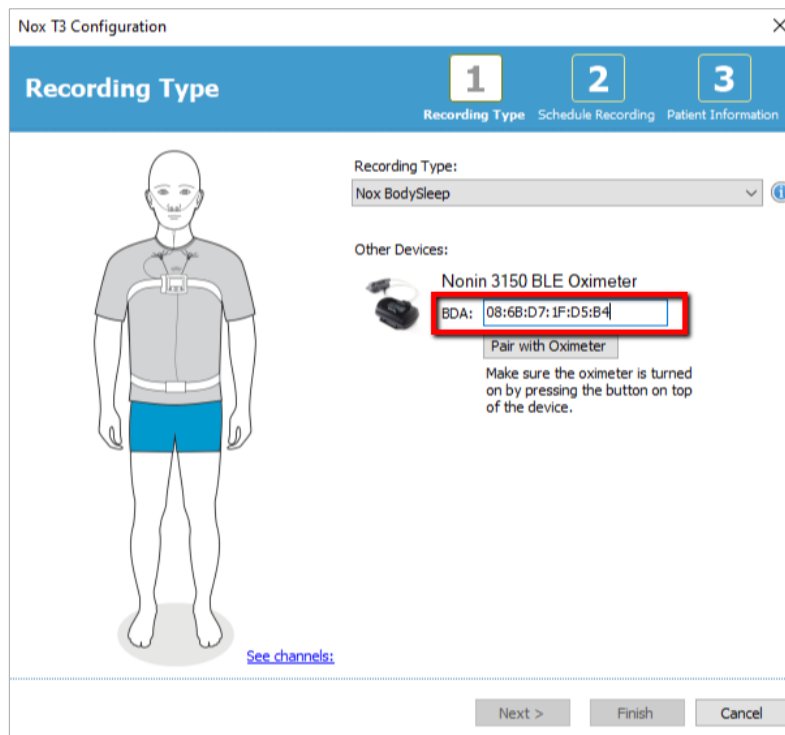 Nox T3 Configuration
Recording Type
1
Recording Type
2
Schedule Recording
3
Patient Information
Recording Type:
Nox BodySleep
Other Devices:
Nonin 3150 BLE Oximeter
BDA: 08:6B:D7:1F:D5:B4
Pair with Oximeter
Make sure the oximeter is turned
on by pressing the button on top
of the device.
See channels:
Next >
Finish
Cancel